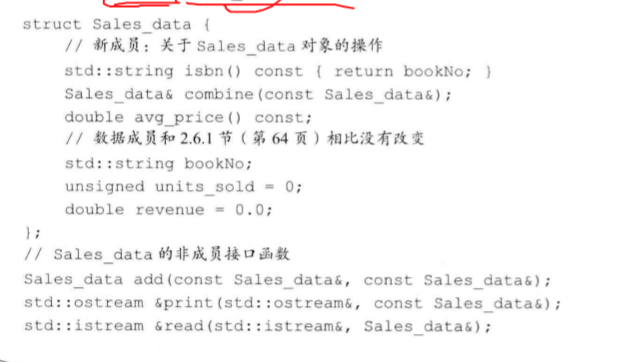 struct Sales_data {
    // 新成员：关于 Sales_data 对象的操作
    std::string isbn() const { return bookNo; }
    Sales_data& combine(const Sales_data&);
    double avg_price() const;
    // 数据成员和 2.6.1 节（第 64 页）相比没有改变
    std::string bookNo;
    unsigned units_sold = 0;
    double revenue = 0.0;
};
// Sales_data 的非成员接口函数
Sales_data add(const Sales_data&, const Sales_data&);
std::ostream &print(std::ostream&, const Sales_data&);
std::istream &read(std::istream&, Sales_data&);